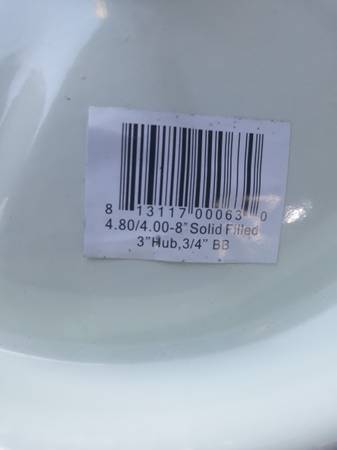 8 13117 00063 0
4.80/4.00-8" Solid Filled
3"Hub,3/4" BB